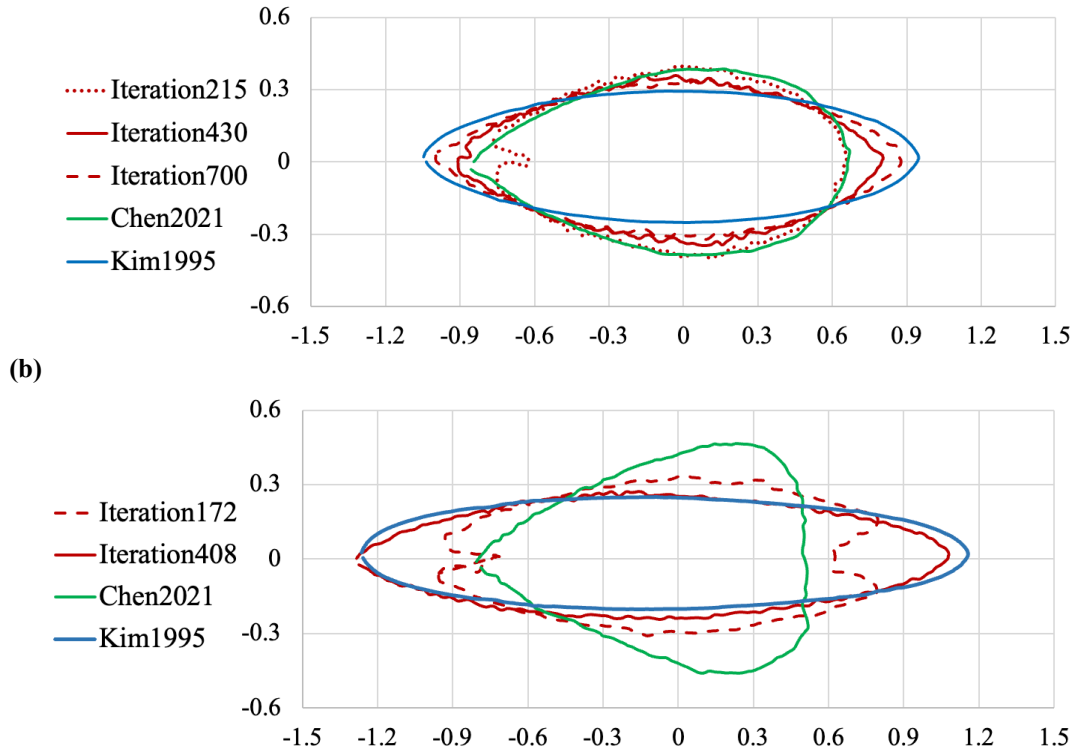 0.6
0.3
0
-0.3
-0.6
Iteration215
Iteration430
Iteration700
Chen2021
Kim1995
-1.5 -1.2 -0.9 -0.6 -0.3 0 0.3 0.6 0.9 1.2 1.5
(b)
0.6
0.3
0
-0.3
-0.6
Iteration172
Iteration408
Chen2021
Kim1995
-1.5 -1.2 -0.9 -0.6 -0.3 0 0.3 0.6 0.9 1.2 1.5